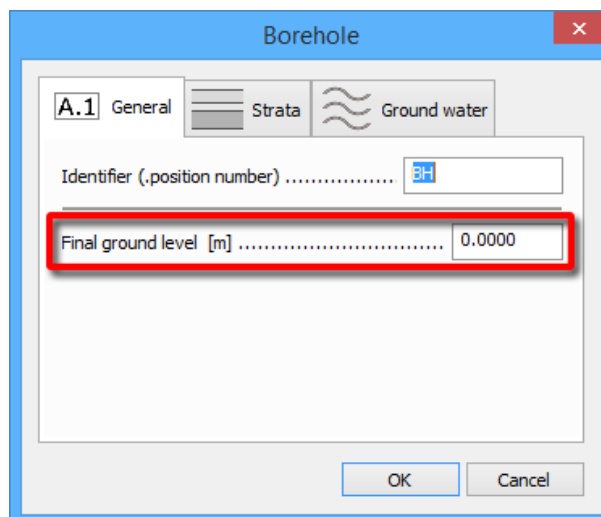 Borehole
A.1 General Strata Ground water
Identifier (.position number) ................. BH
Final ground level [m] ................................ 0.0000
OK Cancel